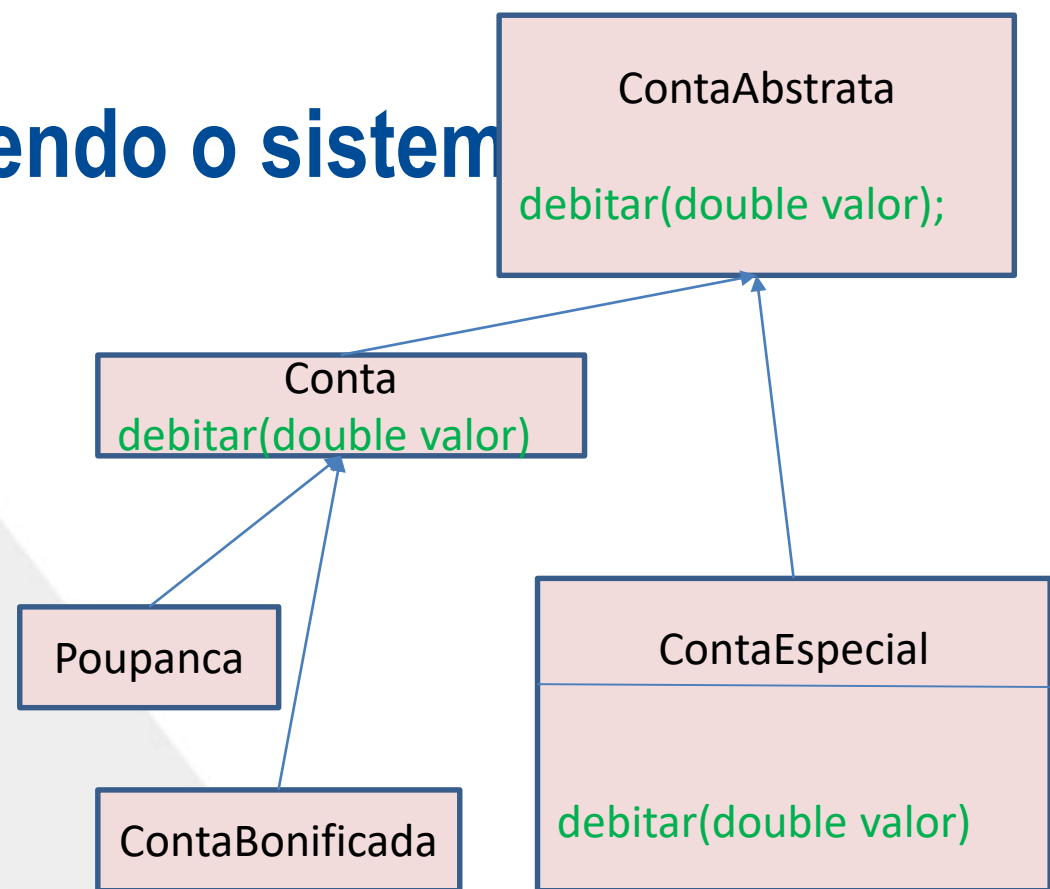 endo o sistem
ContaAbstrata
debitar(double valor);
Conta
debitar(double valor)
Poupanca
ContaBonificada
ContaEspecial
debitar(double valor)